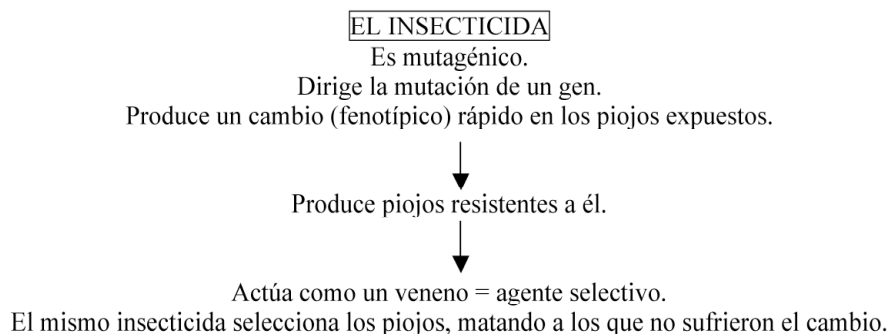 EL INSECTICIDA
Es mutagénico.
Dirige la mutación de un gen.
Produce un cambio (fenotípico) rápido en los piojos expuestos.
Produce piojos resistentes a él.
Actúa como un veneno = agente selectivo.
El mismo insecticida selecciona los piojos, matando a los que no sufrieron el cambio.